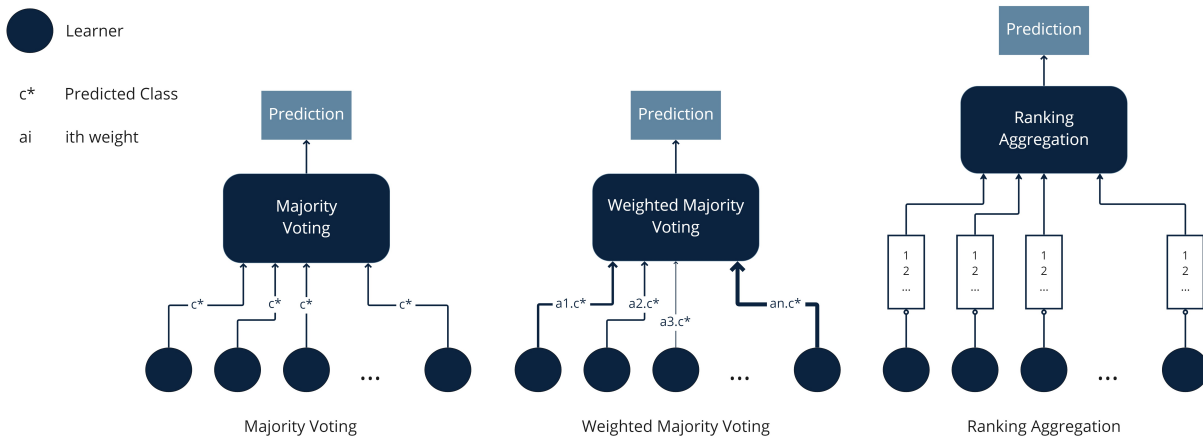 Learner
c* Predicted Class
ai ith weight
Prediction
Majority
Voting
c*
c*
c*
c*
...
Majority Voting
Prediction
Weighted Majority
Voting
a1.c*
a2.c*
a3.c*
an.c*
...
Weighted Majority Voting
Prediction
Ranking
Aggregation
1
2
...
1
2
...
1
2
...
1
2
...
...
Ranking Aggregation